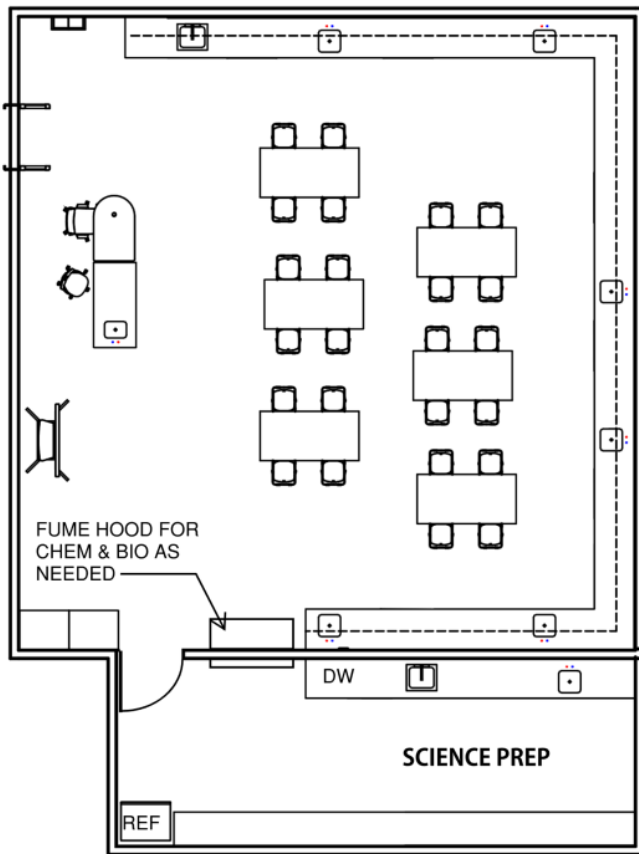 FUME HOOD FOR
CHEM & BIO AS
NEEDED
DW
SCIENCE PREP
REF